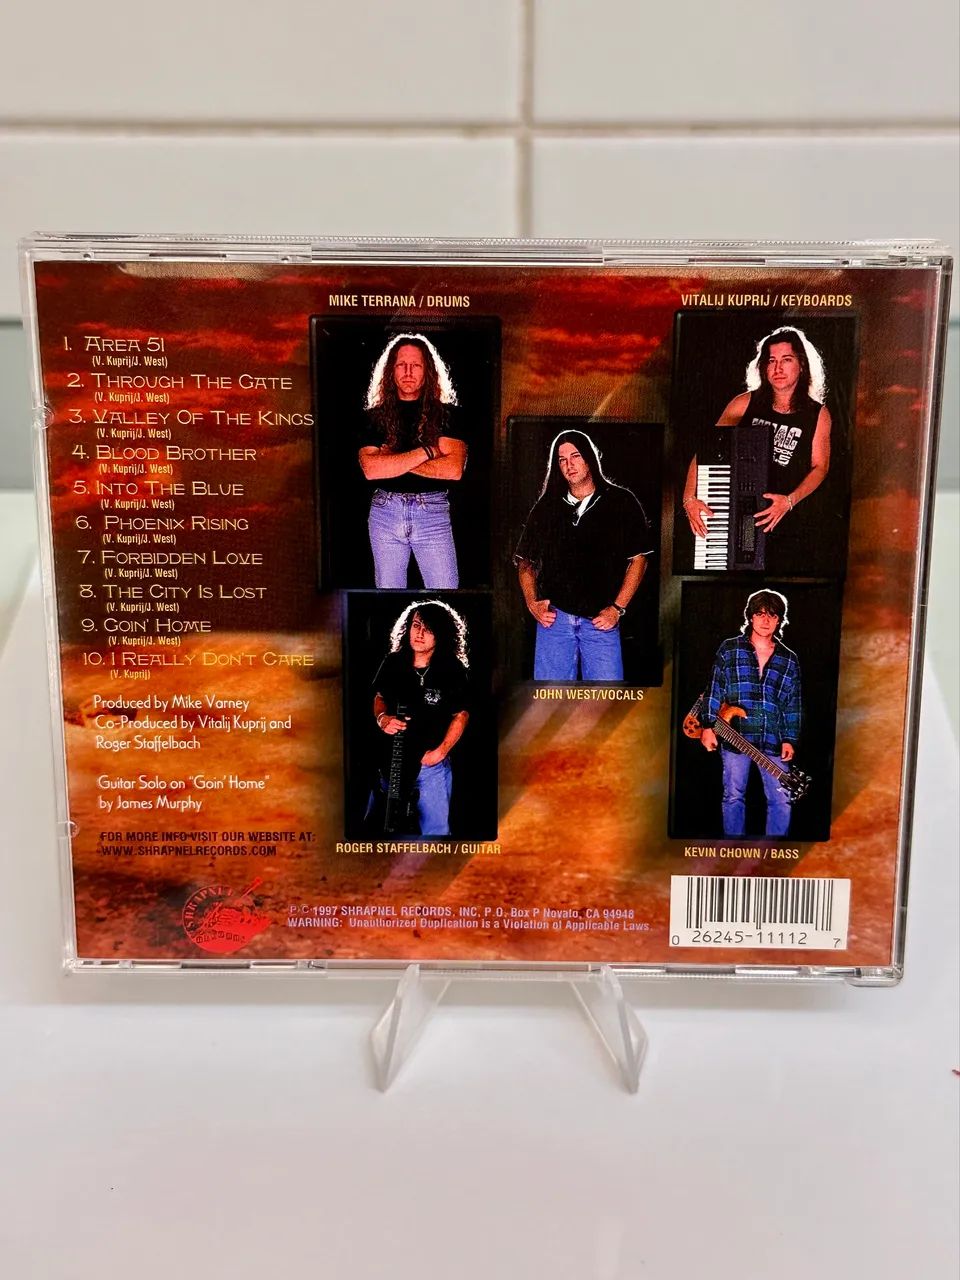 MIKE TERRANA / DRUMS
VITALIJ KUPRIJ / KEYBOARDS
1. AREA 51
(V. Kuprij/J. West)
2. THROUGH THE GATE
(V. Kuprij/J. West)
3. VALLEY OF THE KINGS
(V. Kuprij/J. West)
4. BLOOD BROTHER
(V. Kuprij/J. West)
5. INTO THE BLUE
(V. Kuprij/J. West)
6. PHOENIX RISING
(V. Kuprij/J. West)
7. FORBIDDEN LOVE
(V. Kuprij/J. West)
8. THE CITY IS LOST
(V. Kuprij/J. West)
9. GOIN' HOME
(V. Kuprij/J. West)
10. I REALLY DON'T CARE
(V. Kuprij)
JOHN WEST/VOCALS
Produced by Mike Varney
Co-Produced by Vitalij Kuprij and
Roger Staffelbach
Guitar Solo on "Goin' Home"
by James Murphy
FOR MORE INFO VISIT OUR WEBSITE AT:
WWW.SHRAPNELRECORDS.COM
ROGER STAFFELBACH / GUITAR
KEVIN CHOWN / BASS
SHRAPNEL
RECORDS
℗ © 1997 SHRAPNEL RECORDS, INC. P.O. Box P Novato, CA 94948
WARNING: Unauthorized Duplication is a Violation of Applicable Laws.
0 26245-11112 7